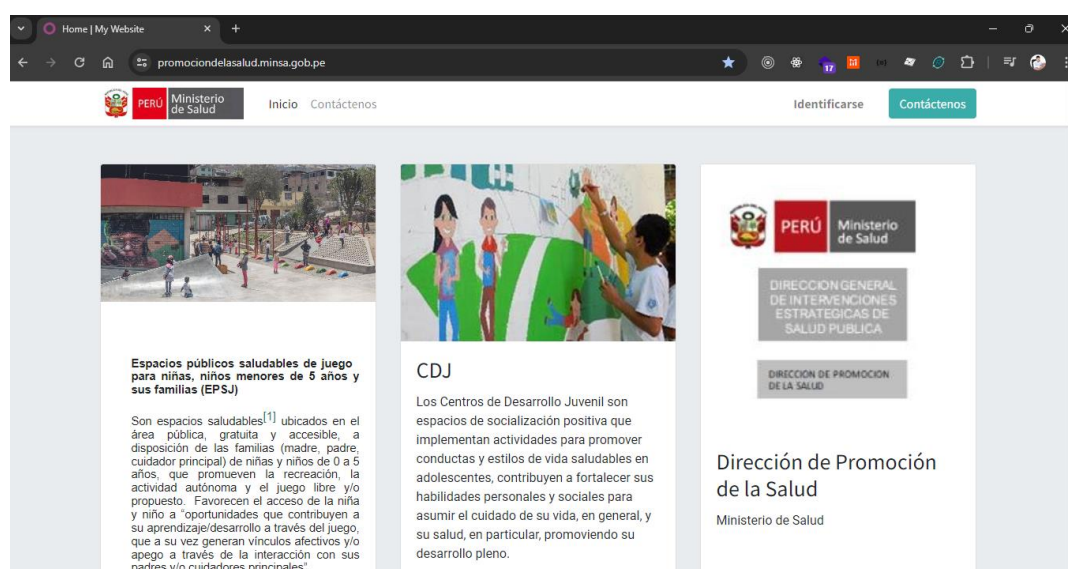 Home | My Website
promociondelasalud.minsa.gob.pe
17
PERÚ
Ministerio
de Salud
Inicio
Contáctenos
Identificarse
Contáctenos
Espacios públicos saludables de juego
para niñas, niños menores de 5 años y
sus familias (EPSJ)
Son espacios saludables[1] ubicados en el
área pública, gratuita y accesible, a
disposición de las familias (madre, padre,
cuidador principal) de niñas y niños de 0 a 5
años, que promueven la recreación, la
actividad autónoma y el juego libre y/o
propuesto. Favorecen el acceso de la niña
y niño a “oportunidades que contribuyen a
su aprendizaje/desarrollo a través del juego,
que a su vez generan vínculos afectivos y/o
apego a través de la interacción con sus
padres y/o cuidadores principales”
CDJ
Los Centros de Desarrollo Juvenil son
espacios de socialización positiva que
implementan actividades para promover
conductas y estilos de vida saludables en
adolescentes, contribuyen a fortalecer sus
habilidades personales y sociales para
asumir el cuidado de su vida, en general, y
su salud, en particular, promoviendo su
desarrollo pleno.
PERÚ
Ministerio
de Salud
DIRECCION GENERAL
DE INTERVENCIONES
ESTRATEGICAS DE
SALUD PUBLICA
DIRECCION DE PROMOCION
DE LA SALUD
Dirección de Promoción
de la Salud
Ministerio de Salud